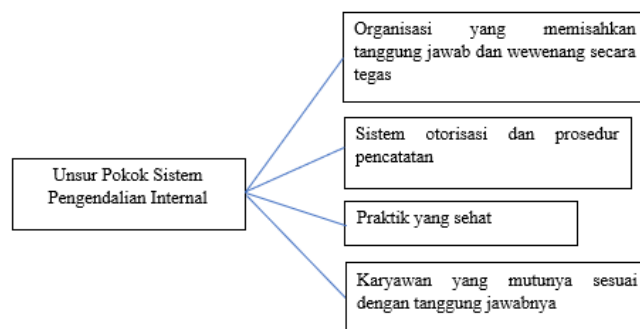 Organisasi yang memisahkan
tanggung jawab dan wewenang secara
tegas
Sistem otorisasi dan prosedur
pencatatan
Unsur Pokok Sistem
Pengendalian Internal
Praktik yang sehat
Karyawan yang mutunya sesuai
dengan tanggung jawabnya